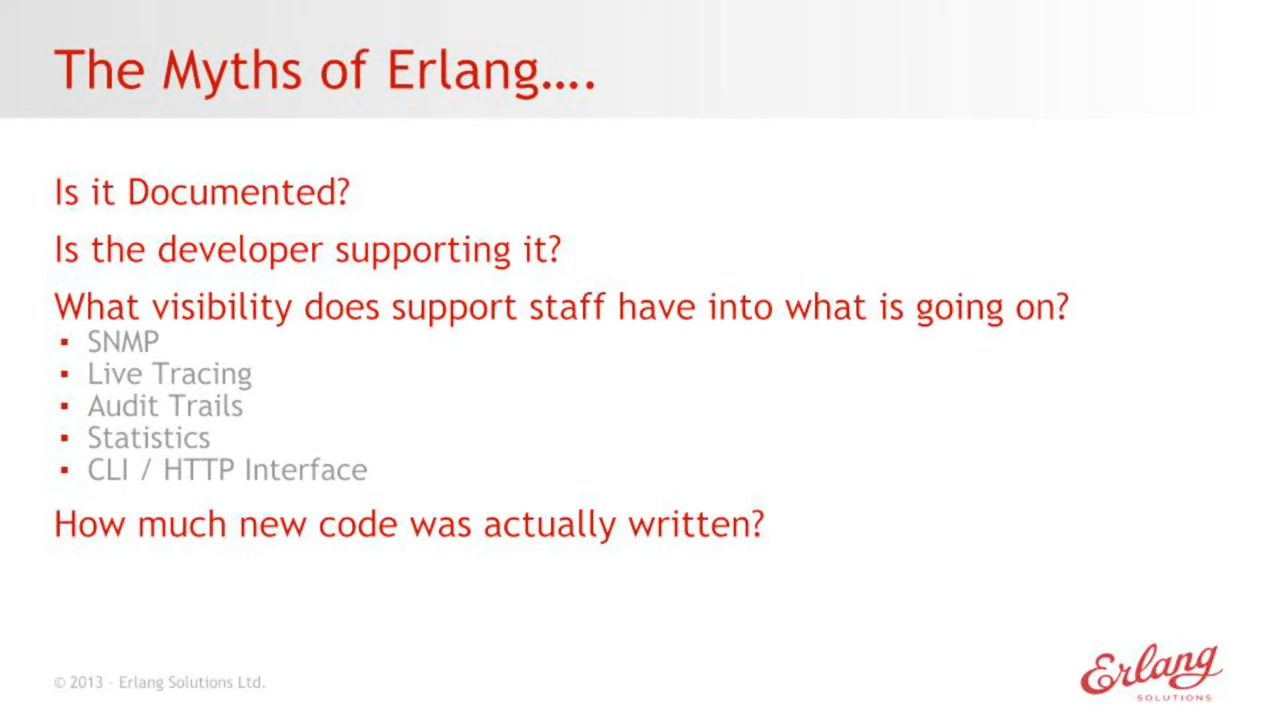 The Myths of Erlang….
Is it Documented?
Is the developer supporting it?
What visibility does support staff have into what is going on?
▪ SNMP
▪ Live Tracing
▪ Audit Trails
▪ Statistics
▪ CLI / HTTP Interface
How much new code was actually written?
© 2013 – Erlang Solutions Ltd.
Erlang
SOLUTIONS